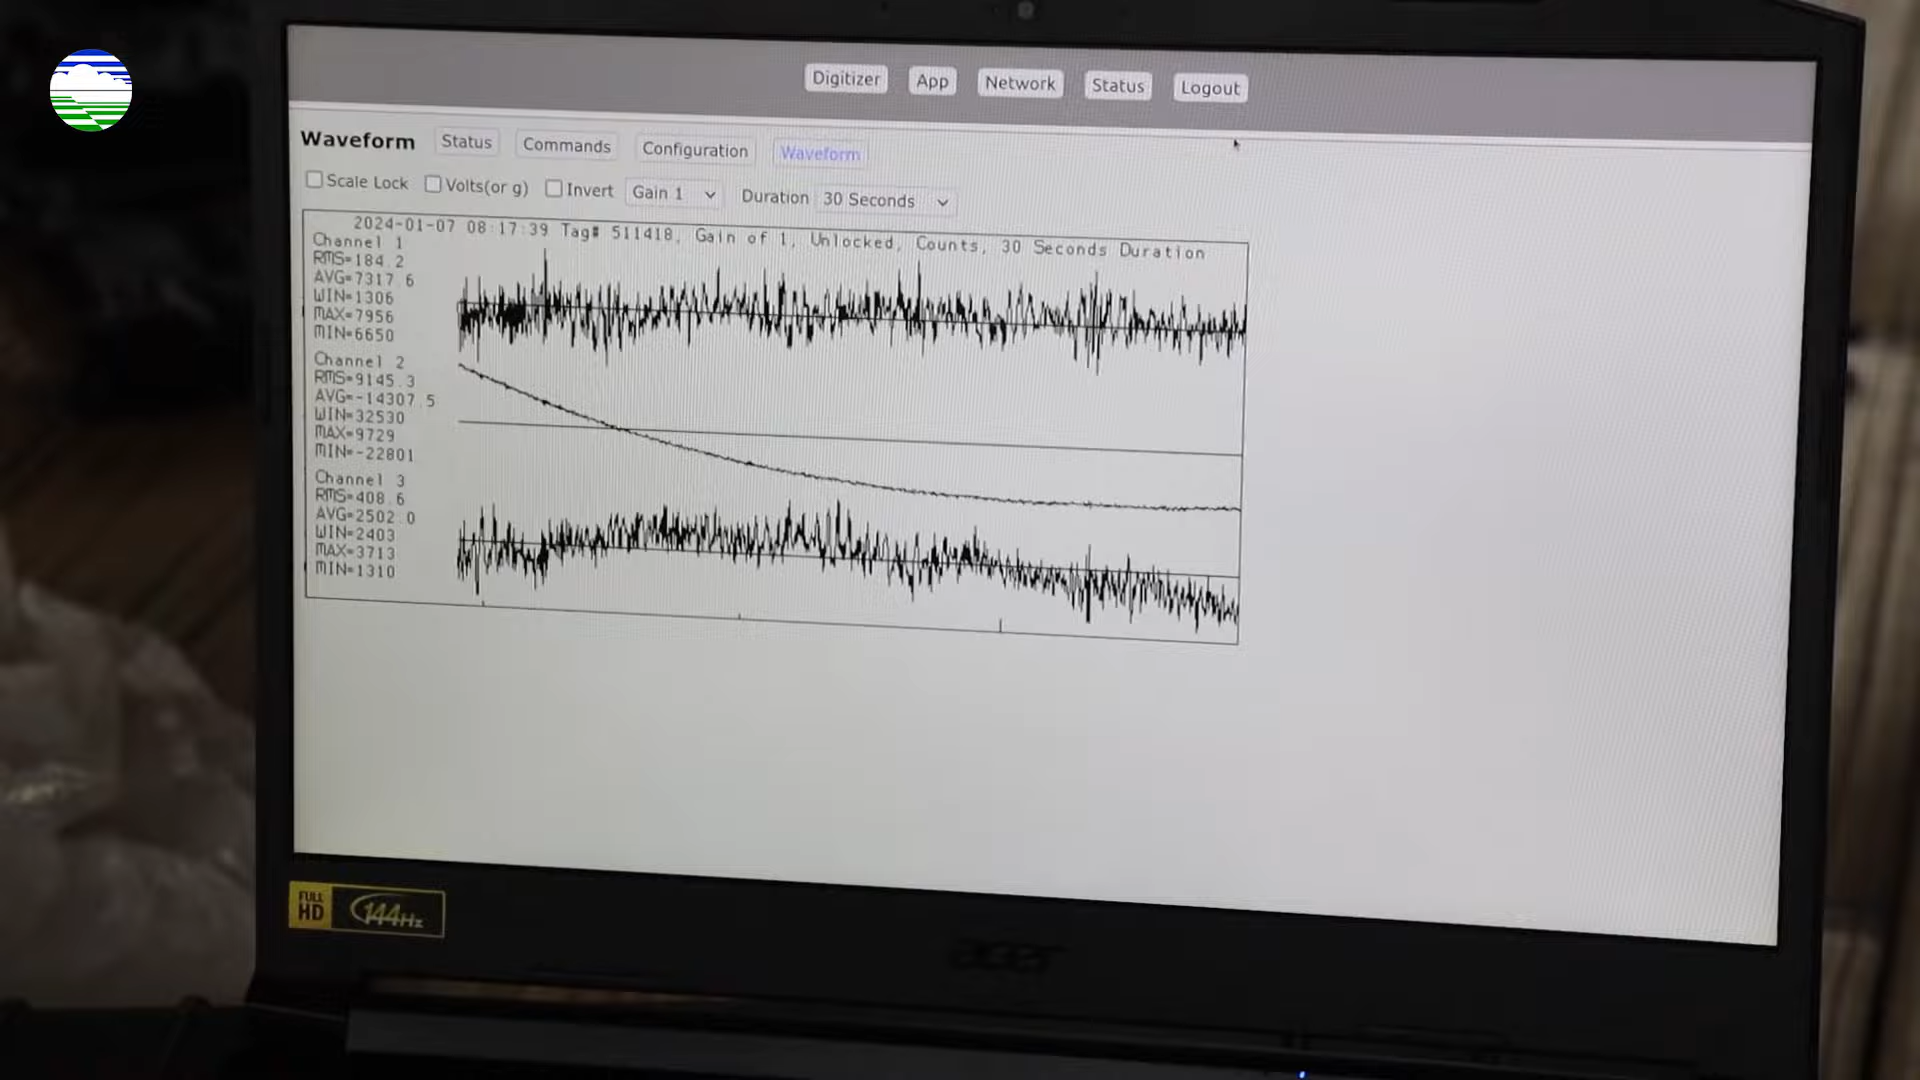 Digitizer App Network Status Logout
Waveform Status Commands Configuration Waveform
Scale Lock Volts(or g) Invert Gain 1 Duration 30 Seconds
2024-01-07 08:17:39 Tag# 511418, Gain of 1, Unlocked, Counts, 30 Seconds Duration
Channel 1
RMS=184.2
AVG=7317.6
WIN=1306
MAX=7956
MIN=6650
Channel 2
RMS=9145.3
AVG=-14307.5
WIN=32530
MAX=9729
MIN=-22801
Channel 3
RMS=408.6
AVG=2502.0
WIN=2403
MAX=3713
MIN=1310
FULL HD 144Hz
acer